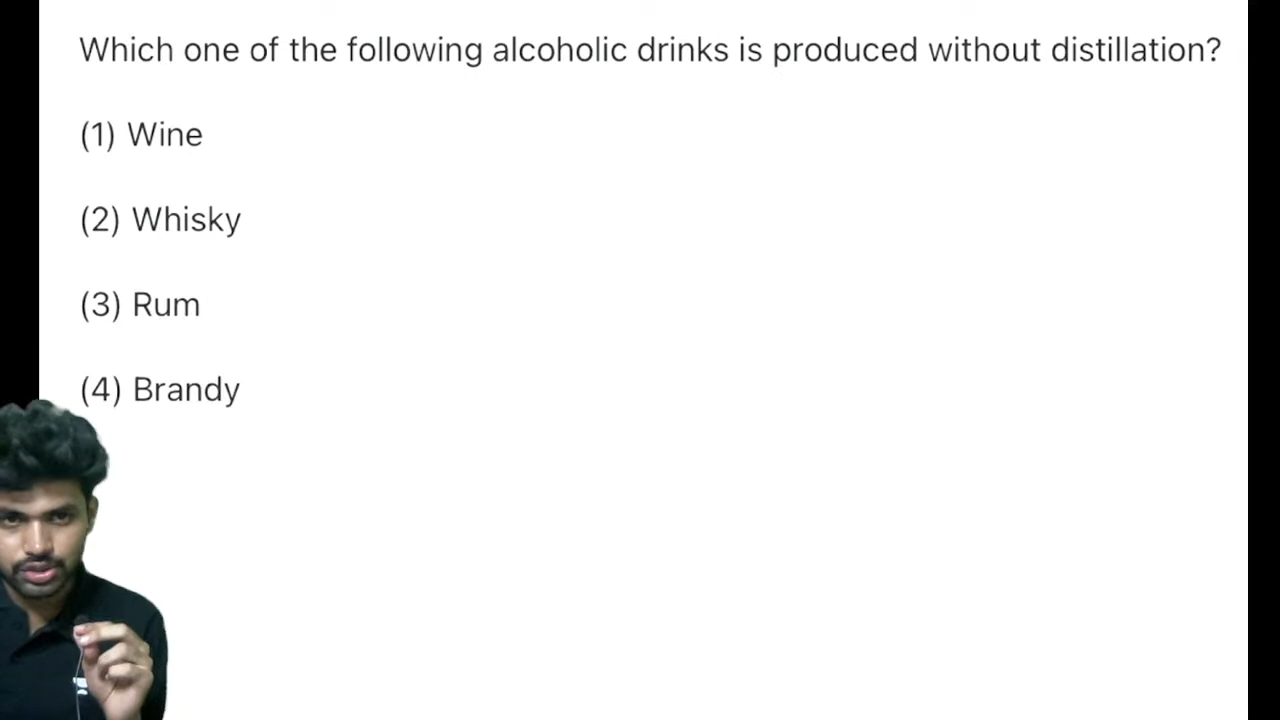 Which one of the following alcoholic drinks is produced without distillation?
(1) Wine
(2) Whisky
(3) Rum
(4) Brandy